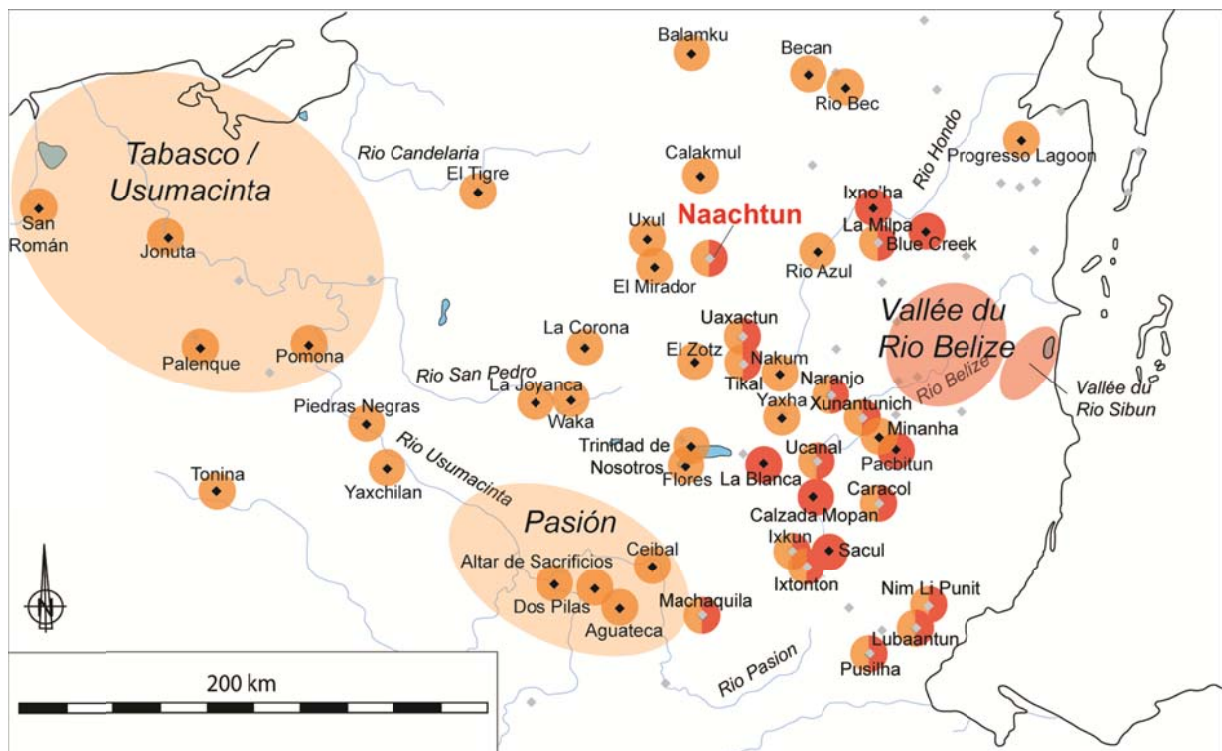 Balamku
Becan
Rio Bec
Tabasco /
Usumacinta
Rio Candelaria
El Tigre
Calakmul
Rio Hondo
Progresso Lagoon
San
Román
Jonuta
Uxul
Naachtun
El Mirador
Ixno'ha
La Milpa
Blue Creek
Rio Azul
Palenque
Pomona
La Corona
Uaxactun
El Zotz
Nakum
Tikal
Vallée du
Rio Belize
Rio Belize
Vallée du
Rio Sibun
Rio San Pedro
La Joyanca
Waka
Yaxha
Naranjo
Xunantunich
Minanha
Pacbitun
Piedras Negras
Rio Usumacinta
Tonina
Yaxchilan
Trinidad de
Nosotros
Flores
La Blanca
Ucanal
Caracol
Calzada Mopan
Pasión
Altar de Sacrificios
Ceibal
Dos Pilas
Aguateca
Machaquila
Ixkun
Sacul
Ixtonton
Nim Li Punit
Lubaantun
Pusilha
Rio Pasion
N
200 km